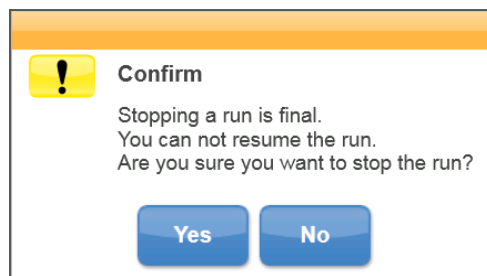 Confirm
Stopping a run is final.
You can not resume the run.
Are you sure you want to stop the run?
Yes
No